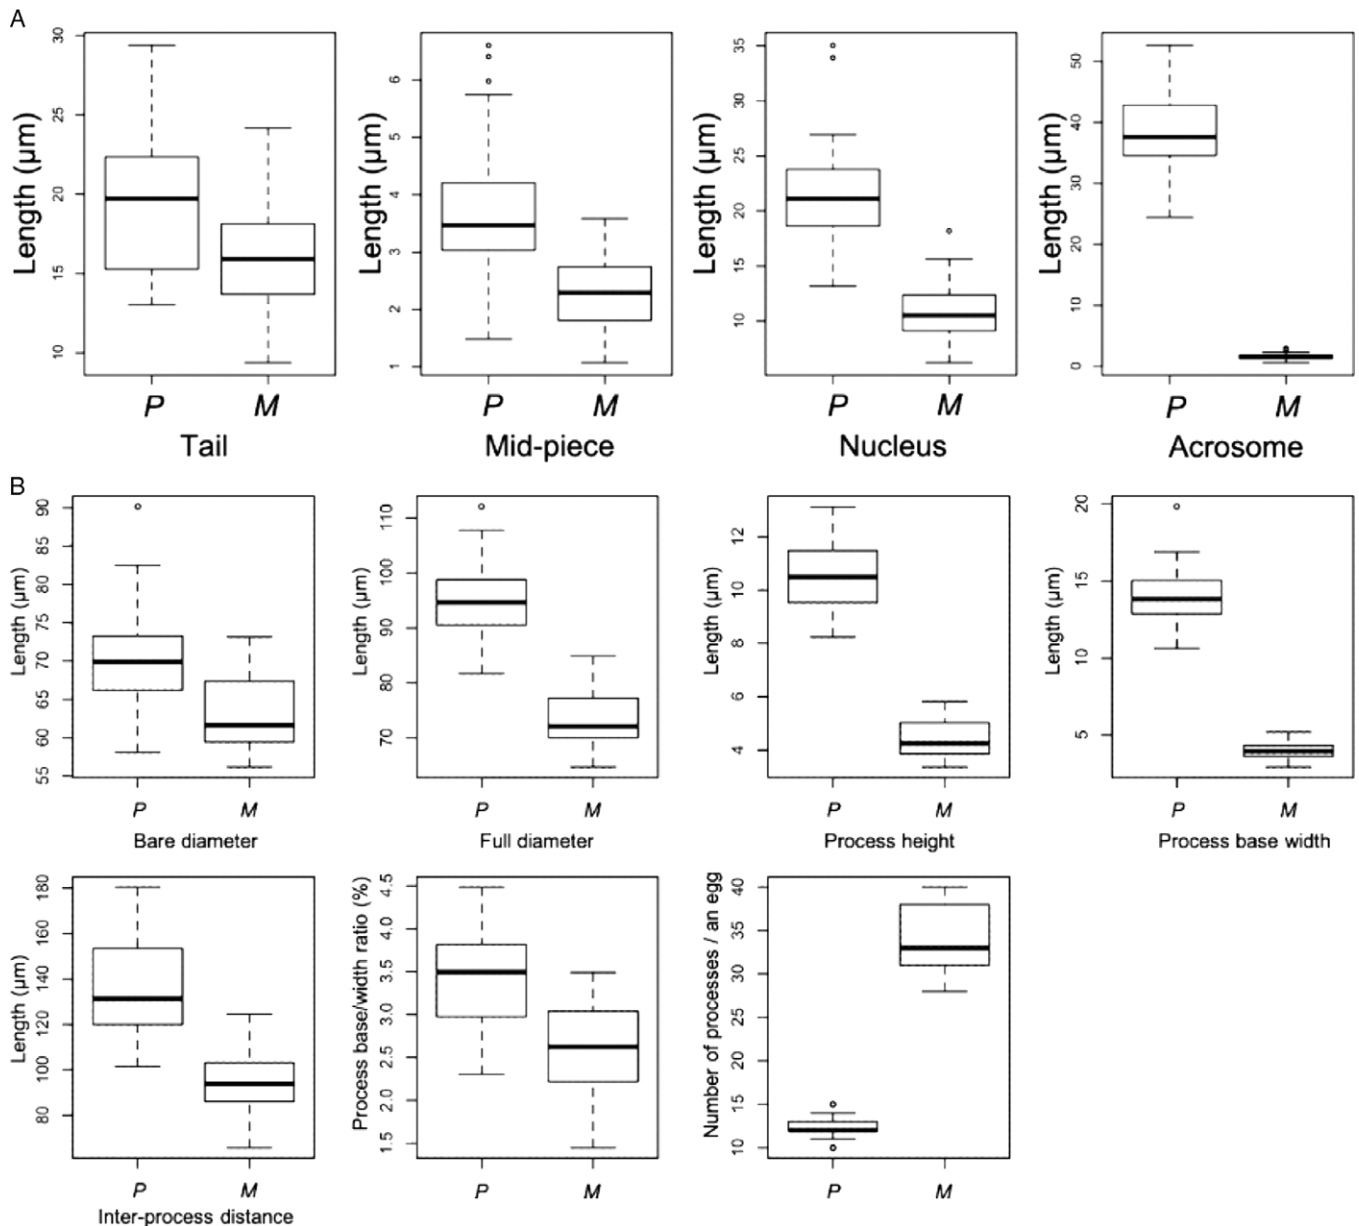 A
Length (μm)
30
25
20
15
10
P M
Tail
Length (μm)
6
5
4
3
2
1
P M
Mid-piece
Length (μm)
35
30
25
20
15
10
P M
Nucleus
Length (μm)
50
40
30
20
10
0
P M
Acrosome
B
Length (μm)
90
85
80
75
70
65
60
55
P M
Bare diameter
Length (μm)
110
100
90
80
70
P M
Full diameter
Length (μm)
12
10
8
6
4
P M
Process height
Length (μm)
20
15
10
5
P M
Process base width
Length (μm)
180
160
140
120
100
80
P M
Inter-process distance
Process base/width ratio (%)
4.5
4.0
3.5
3.0
2.5
2.0
1.5
P M
Number of processes / an egg
40
35
30
25
20
15
10
P M